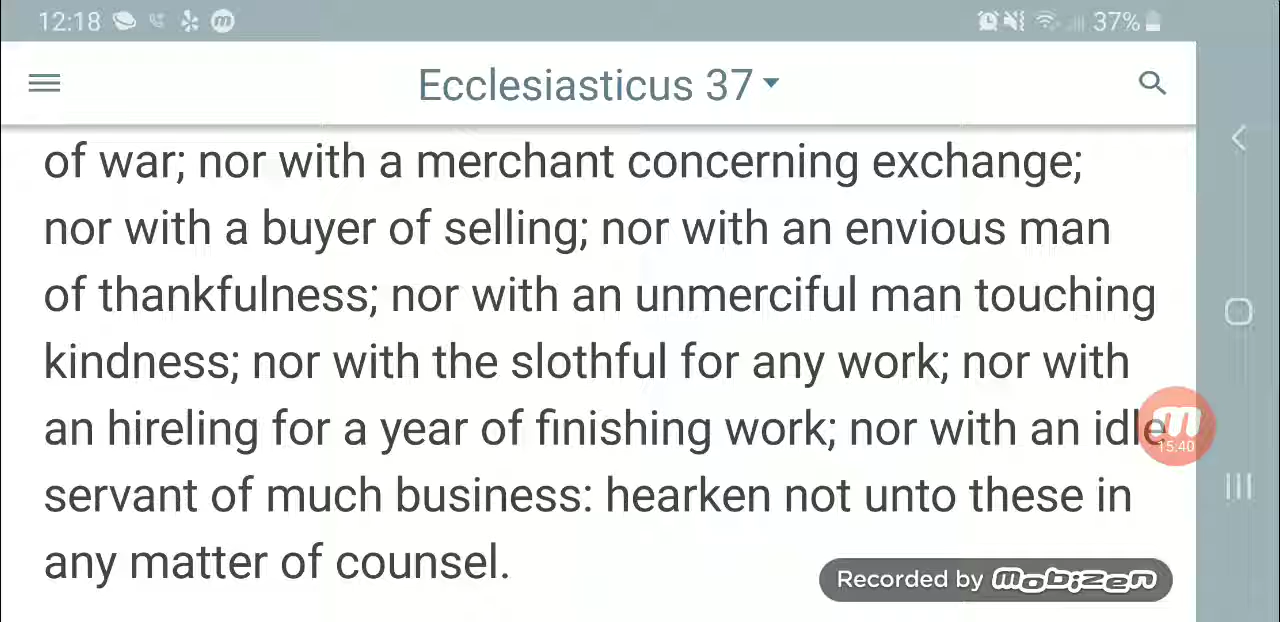 12:18 37%
Ecclesiasticus 37
of war; nor with a merchant concerning exchange;
nor with a buyer of selling; nor with an envious man
of thankfulness; nor with an unmerciful man touching
kindness; nor with the slothful for any work; nor with
an hireling for a year of finishing work; nor with an idle
15:40
servant of much business: hearken not unto these in
any matter of counsel.
Recorded by mobizen